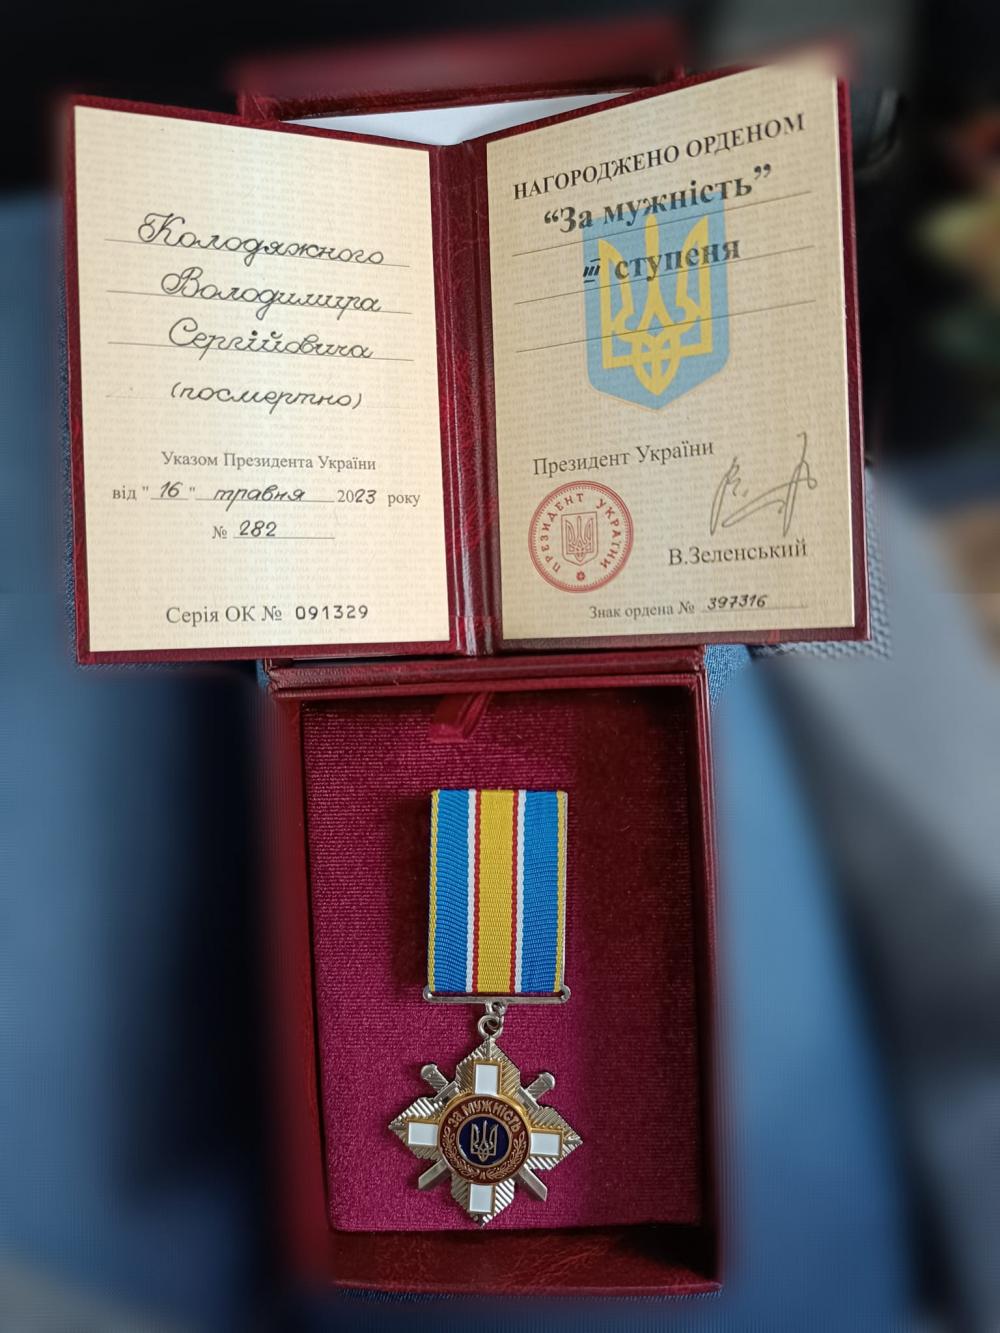 Колодяжного
Володимира
Сергійовича
(посмертно)
Указом Президента України
від "16" травня 2023 року
№ 282
Серія ОК № 091329
НАГОРОДЖЕНО ОРДЕНОМ
“За мужність”
III ступеня
Президент України
ПРЕЗИДЕНТ УКРАЇНИ
В.Зеленський
Знак ордена № 397316
ЗА МУЖНІСТЬ